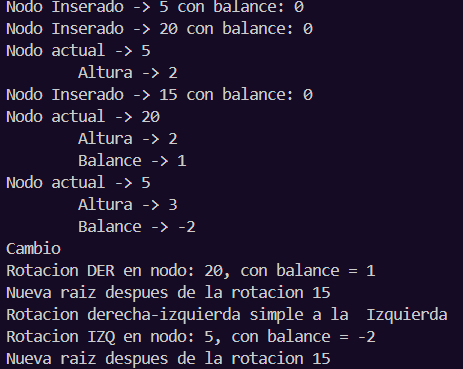 Nodo Inserado -> 5 con balance: 0
Nodo Inserado -> 20 con balance: 0
Nodo actual -> 5
        Altura -> 2
Nodo Inserado -> 15 con balance: 0
Nodo actual -> 20
        Altura -> 2
        Balance -> 1
Nodo actual -> 5
        Altura -> 3
        Balance -> -2
Cambio
Rotacion DER en nodo: 20, con balance = 1
Nueva raiz despues de la rotacion 15
Rotacion derecha-izquierda simple a la  Izquierda
Rotacion IZQ en nodo: 5, con balance = -2
Nueva raiz despues de la rotacion 15